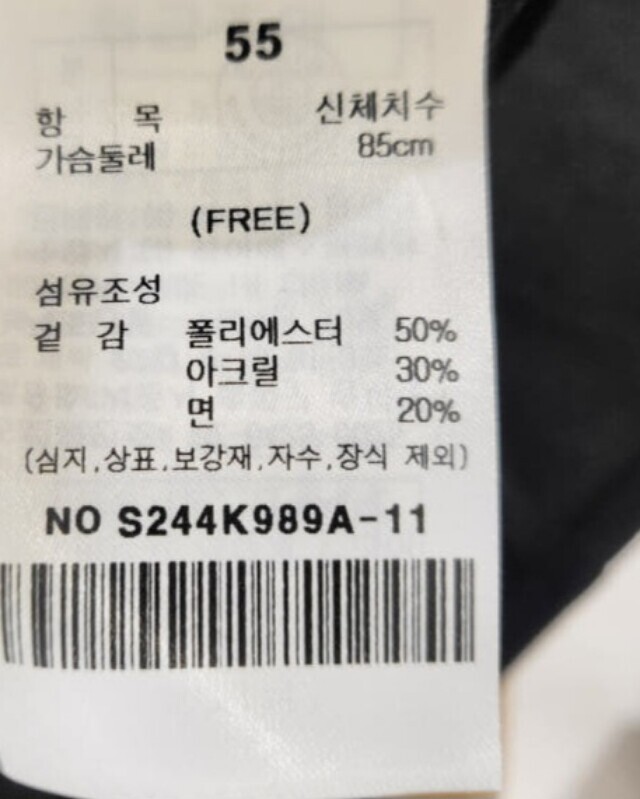 55
항 목 신체치수
가슴둘레 85cm
(FREE)
섬유조성
겉 감 폴리에스터 50%
아크릴 30%
면 20%
(심지,상표,보강재,자수,장식 제외)
NO S244K989A-11